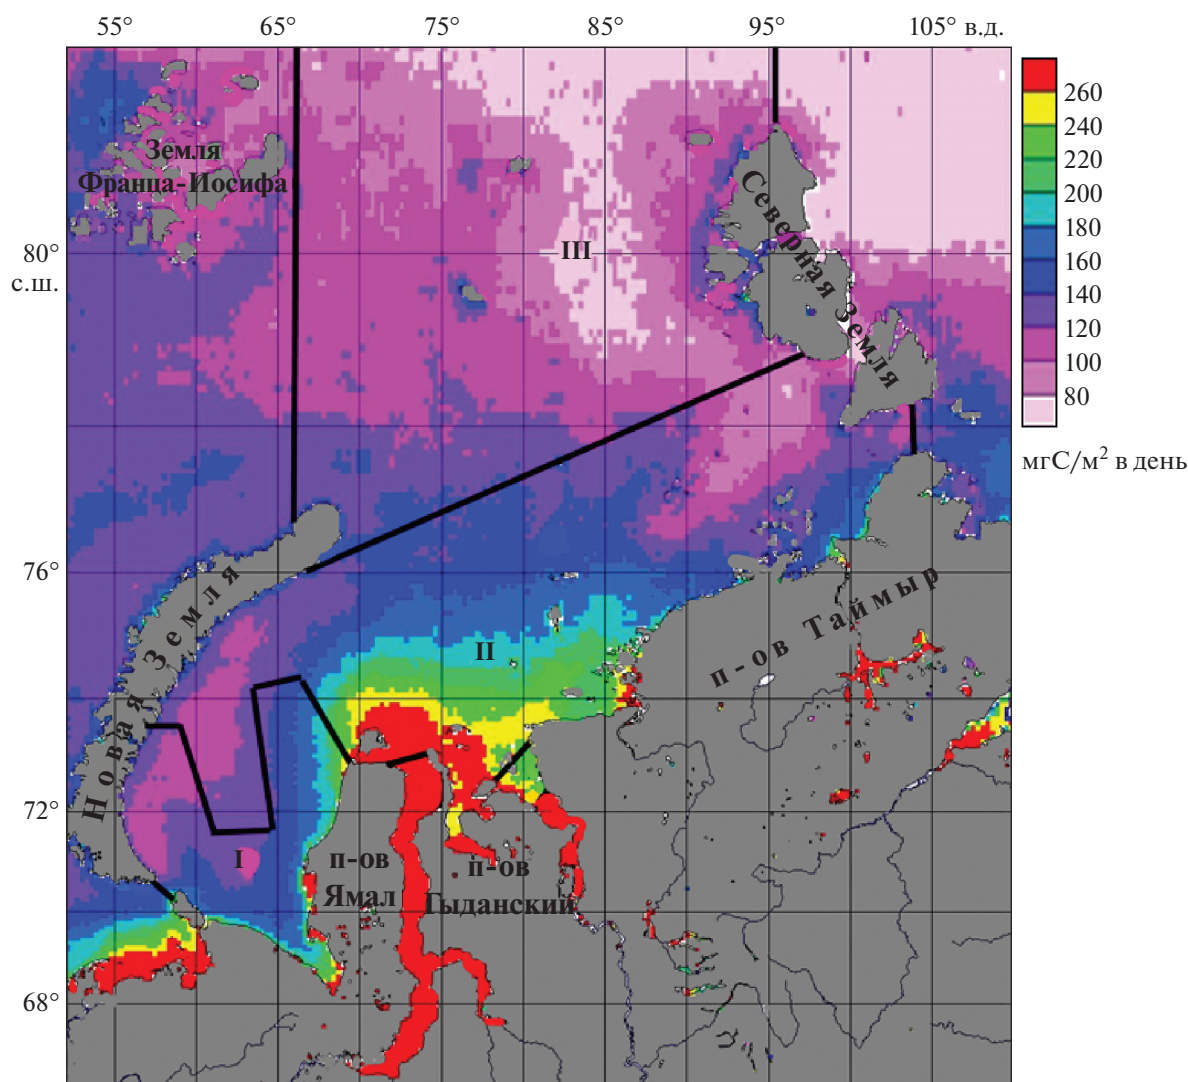 55° 65° 75° 85° 95° 105° в.д.
260
240
220
200
180
160
140
120
100
80
мгС/м² в день
Земля
Франца-Иосифа
Северная Земля
80°
с.ш.
III
76°
Новая Земля
п-ов Таймыр
II
72°
I
п-ов
Ямал
п-ов
Гыданский
68°